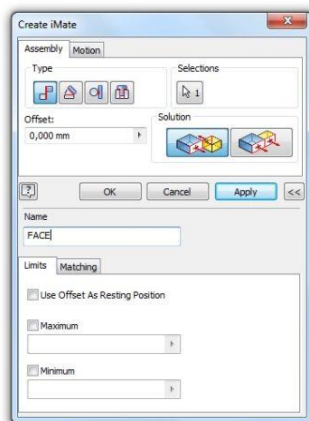 Create iMate
Assembly Motion
Type
Selections
1
Offset:
0,000 mm
Solution
OK Cancel Apply <<
Name
FACE
Limits Matching
Use Offset As Resting Position
Maximum
Minimum